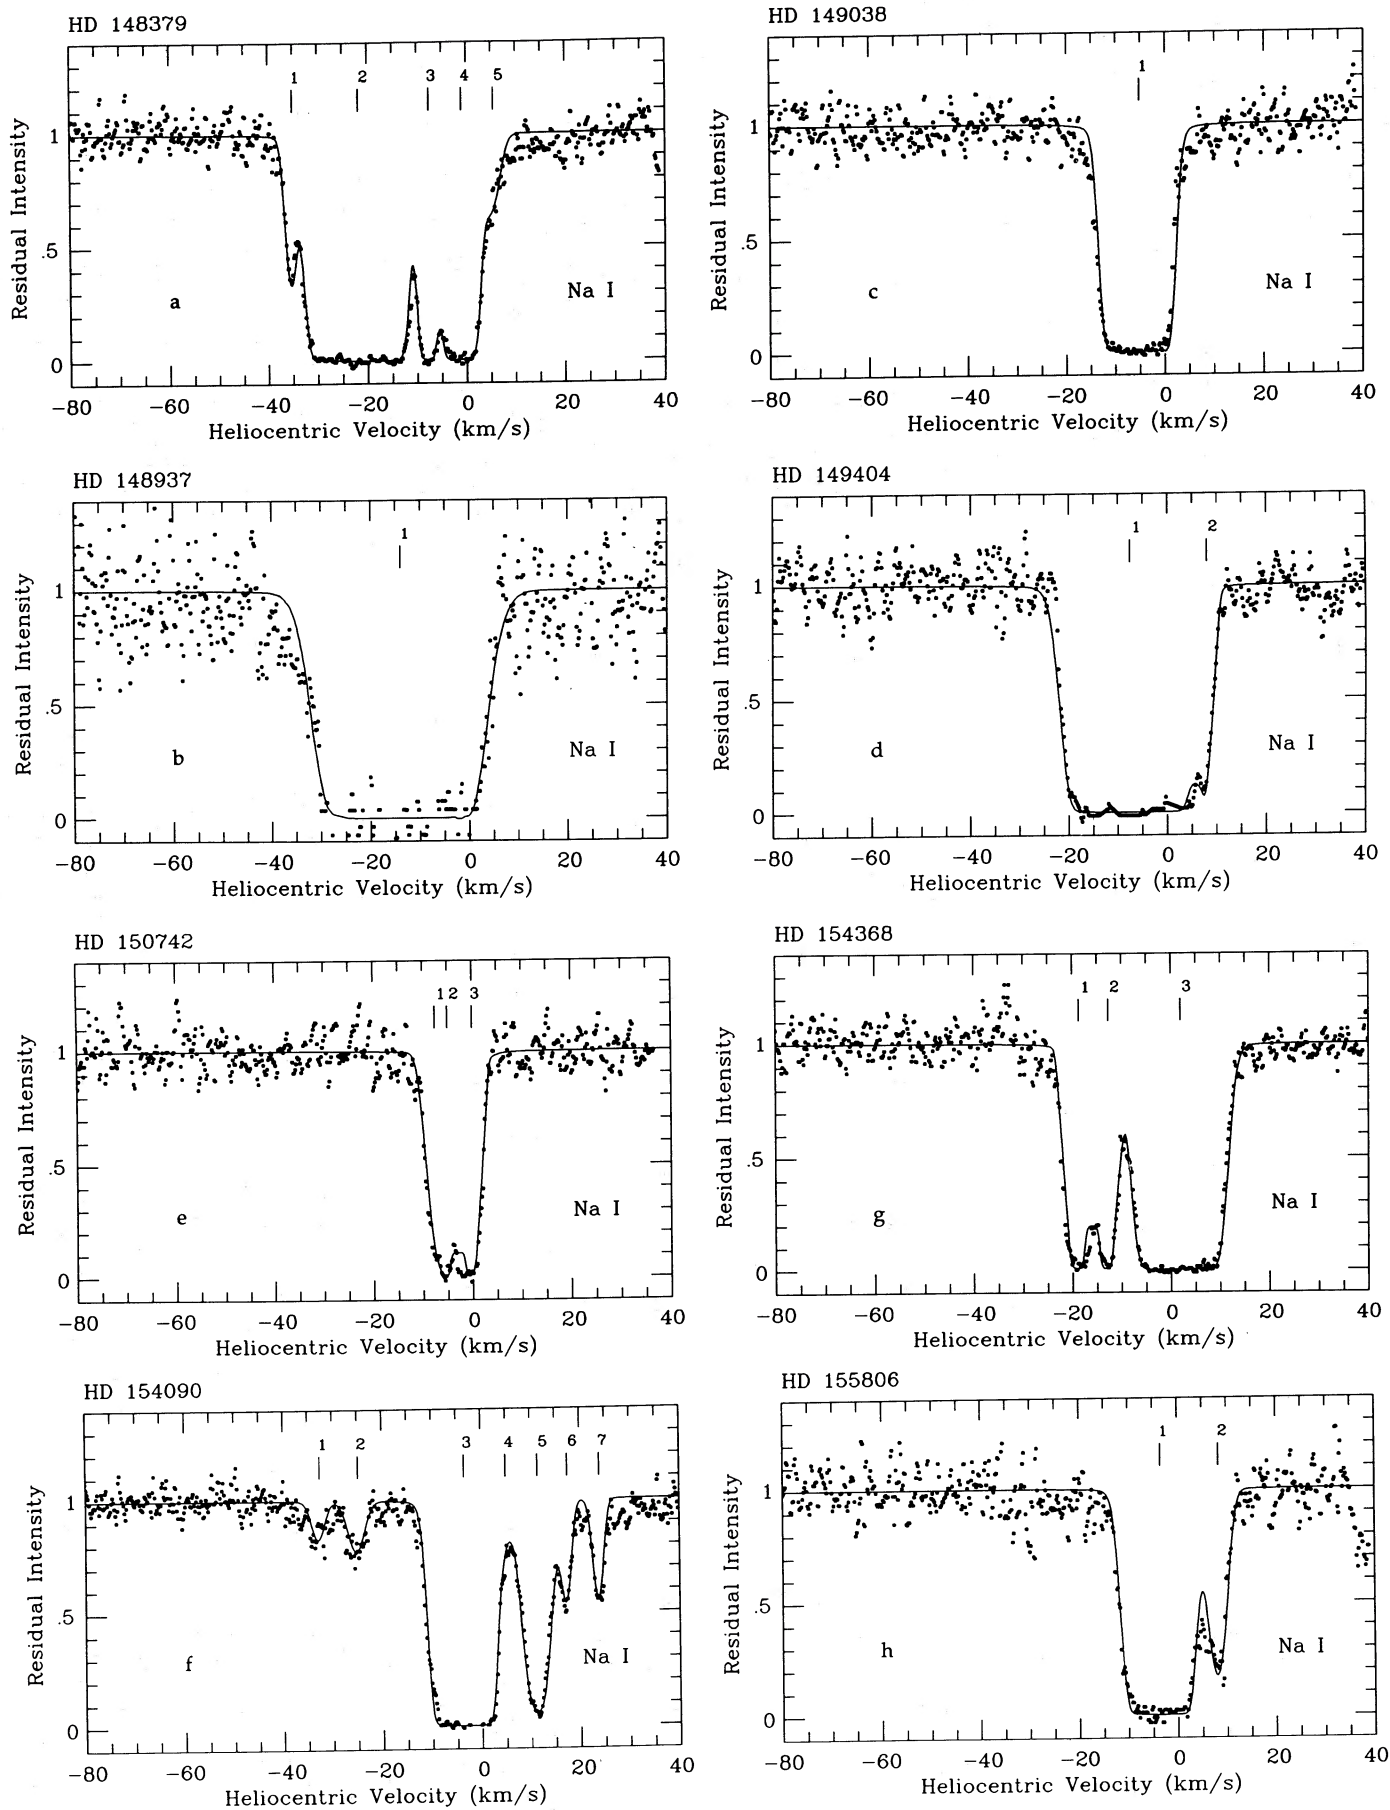 HD 148379
1 2 3 4 5
1
.5
0
Residual Intensity
a
Na I
-80 -60 -40 -20 0 20 40
Heliocentric Velocity (km/s)
HD 149038
1
1
.5
0
Residual Intensity
c
Na I
-80 -60 -40 -20 0 20 40
Heliocentric Velocity (km/s)
HD 148937
1
1
.5
0
Residual Intensity
b
Na I
-80 -60 -40 -20 0 20 40
Heliocentric Velocity (km/s)
HD 149404
1 2
1
.5
0
Residual Intensity
d
Na I
-80 -60 -40 -20 0 20 40
Heliocentric Velocity (km/s)
HD 150742
1 2 3
1
.5
0
Residual Intensity
e
Na I
-80 -60 -40 -20 0 20 40
Heliocentric Velocity (km/s)
HD 154368
1 2 3
1
.5
0
Residual Intensity
g
Na I
-80 -60 -40 -20 0 20 40
Heliocentric Velocity (km/s)
HD 154090
1 2 3 4 5 6 7
1
.5
0
Residual Intensity
f
Na I
-80 -60 -40 -20 0 20 40
Heliocentric Velocity (km/s)
HD 155806
1 2
1
.5
0
Residual Intensity
h
Na I
-80 -60 -40 -20 0 20 40
Heliocentric Velocity (km/s)